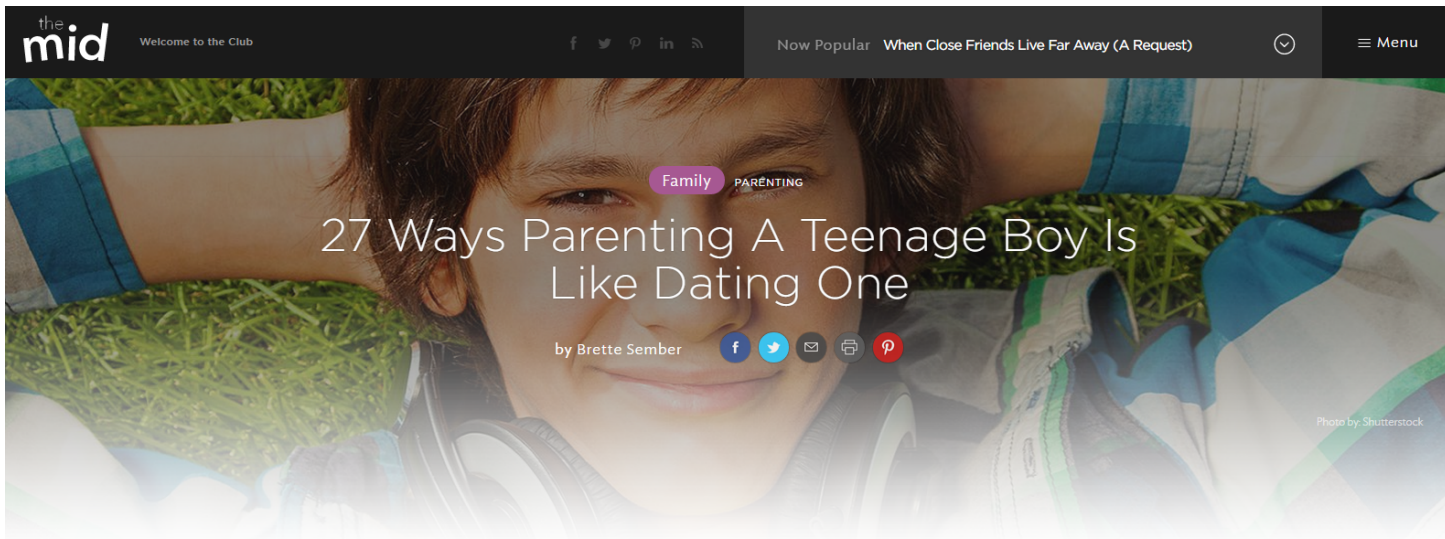 the
mid
Welcome to the Club
Now Popular When Close Friends Live Far Away (A Request)
Menu
Family PARENTING
27 Ways Parenting A Teenage Boy Is
Like Dating One
by Brette Sember
Photo by: Shutterstock